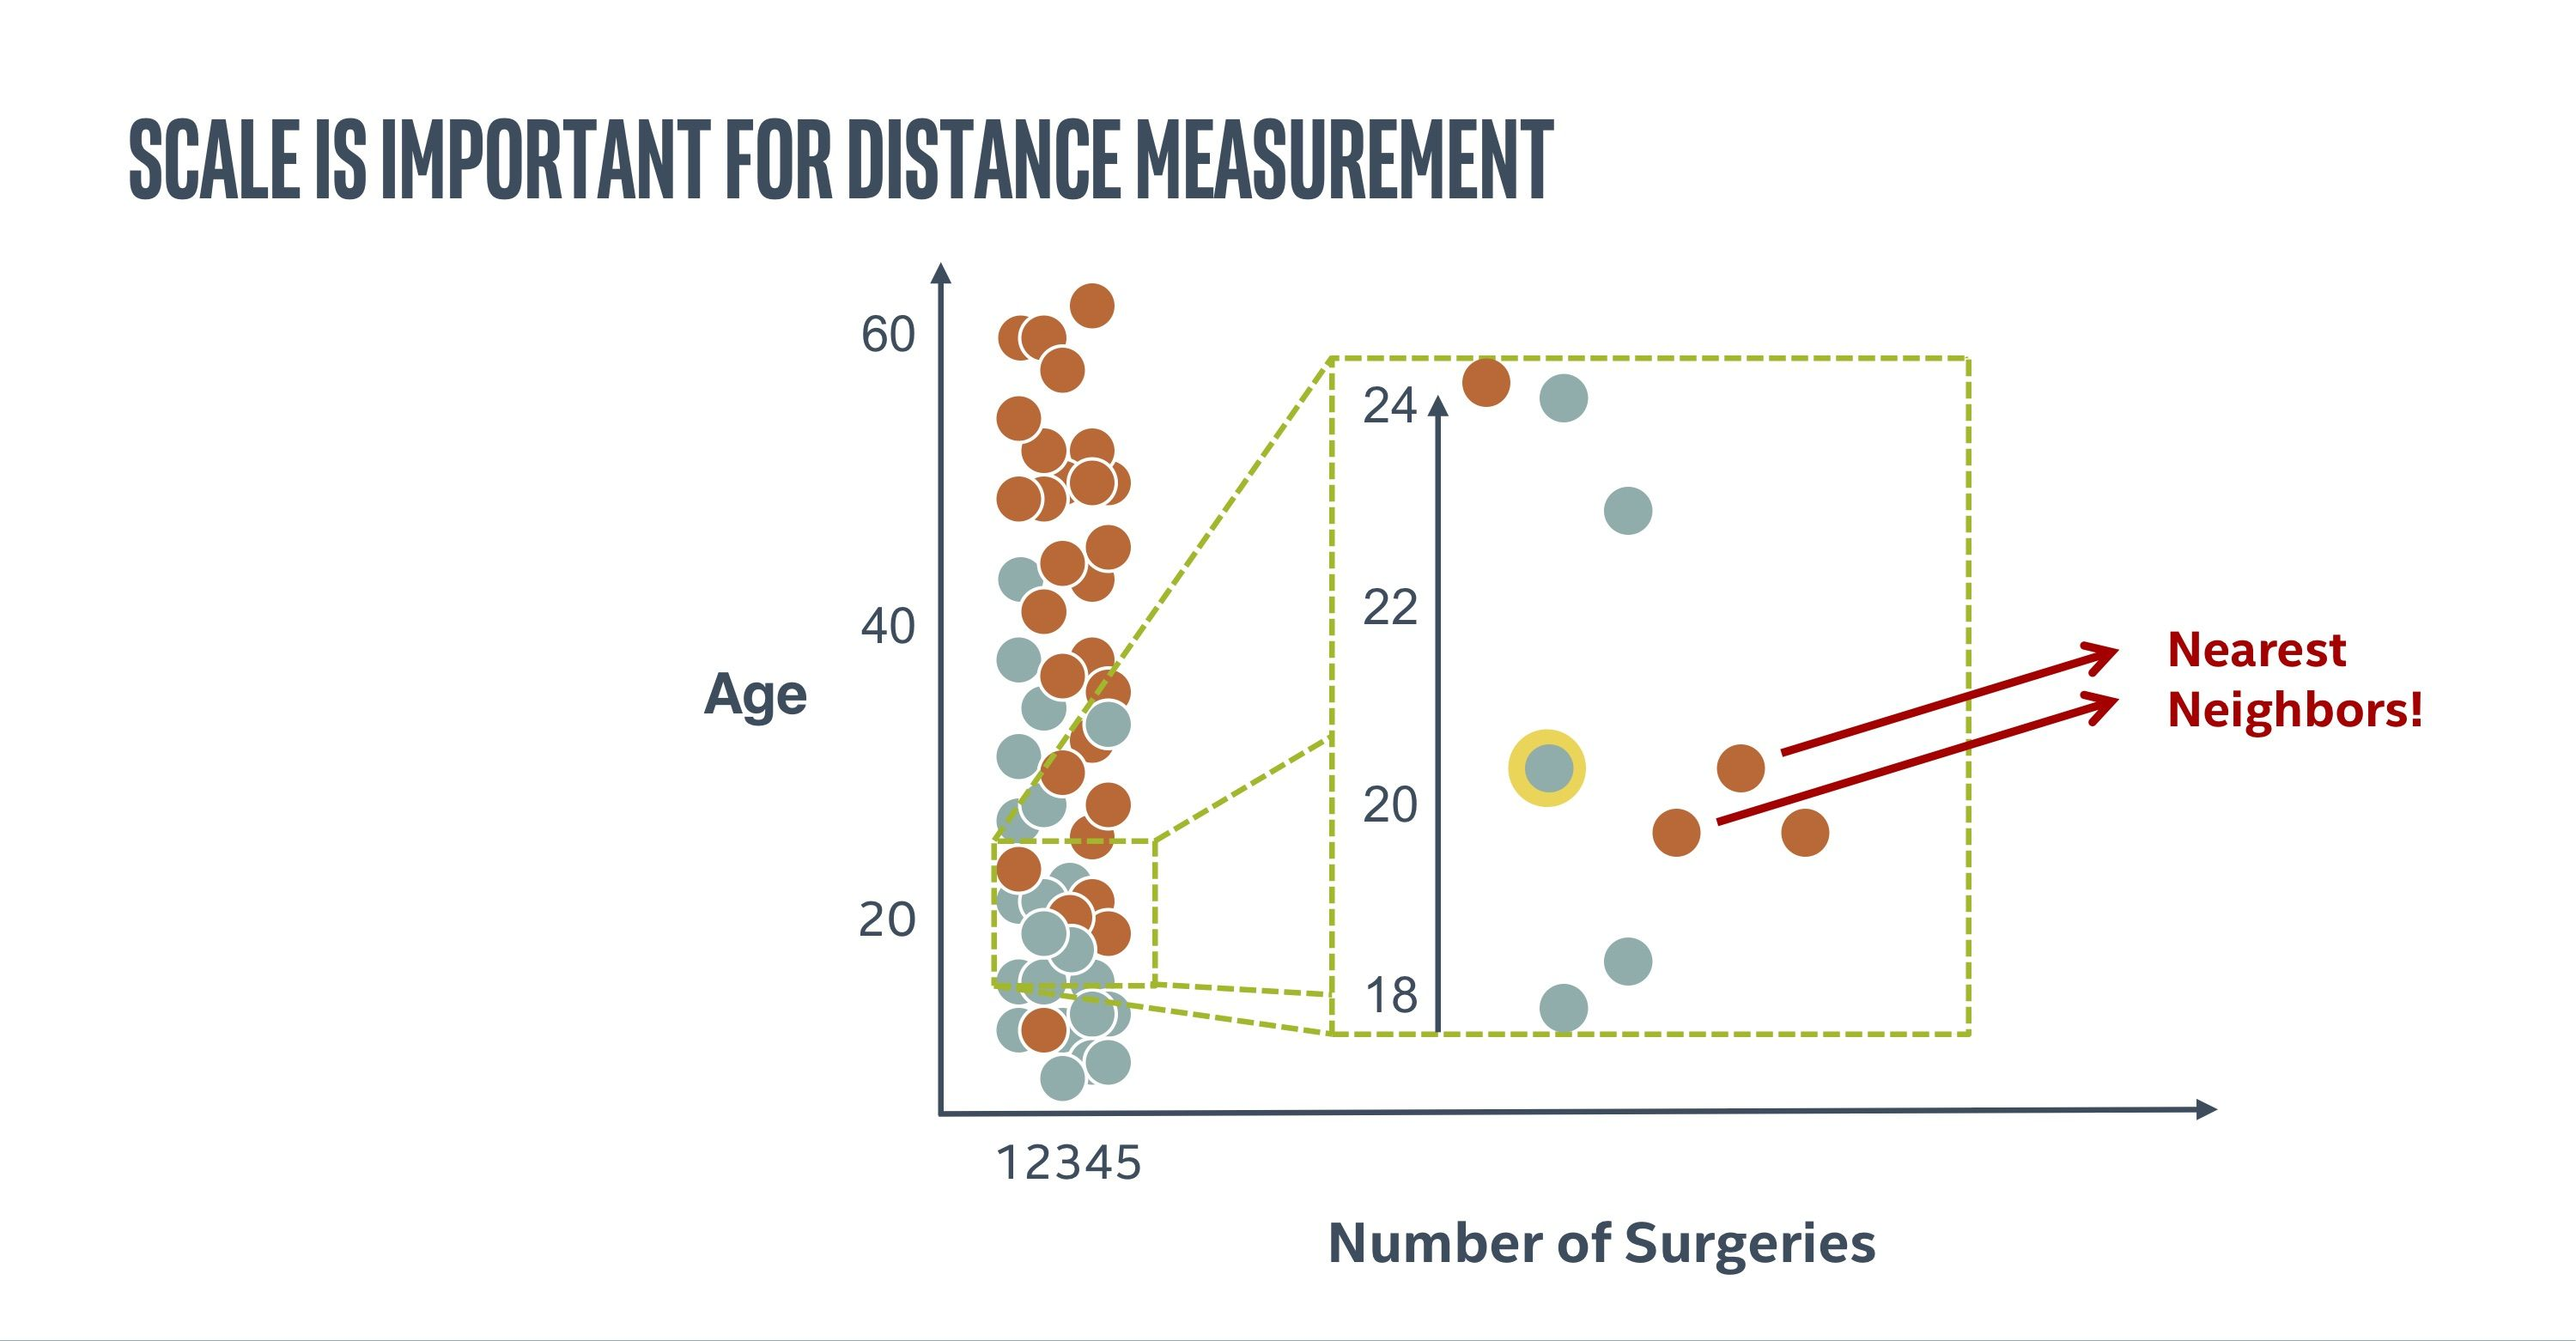 SCALE IS IMPORTANT FOR DISTANCE MEASUREMENT
60
40
20
Age
24
22
20
18
Nearest
Neighbors!
12345
Number of Surgeries